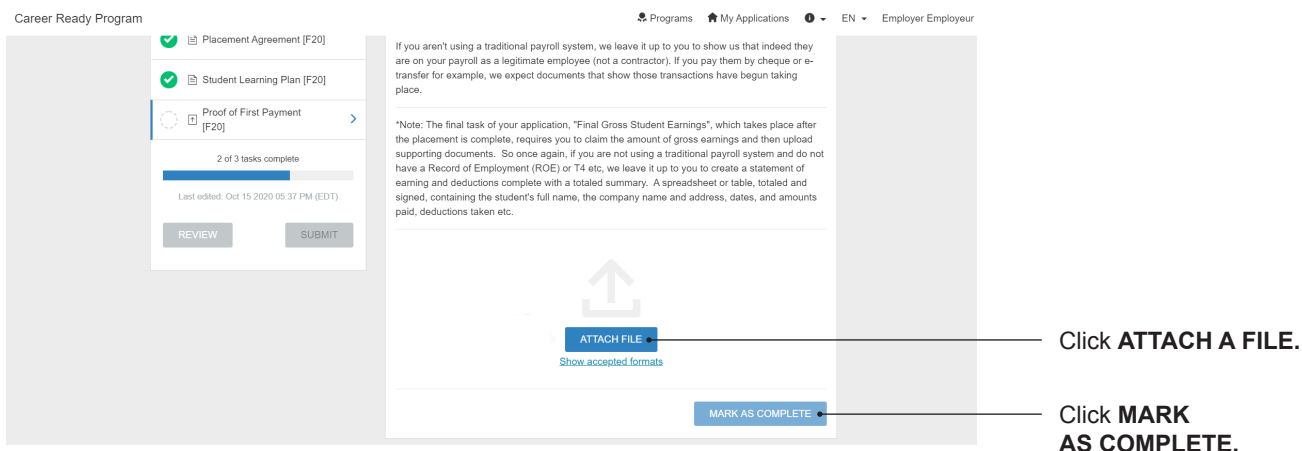 Career Ready Program
Programs My Applications EN Employer Employeur
Placement Agreement [F20]
Student Learning Plan [F20]
Proof of First Payment
[F20]
2 of 3 tasks complete
Last edited: Oct 15 2020 05:37 PM (EDT)
REVIEW SUBMIT
If you aren't using a traditional payroll system, we leave it up to you to show us that indeed they
are on your payroll as a legitimate employee (not a contractor). If you pay them by cheque or e-
transfer for example, we expect documents that show those transactions have begun taking
place.
*Note: The final task of your application, "Final Gross Student Earnings", which takes place after
the placement is complete, requires you to claim the amount of gross earnings and then upload
supporting documents. So once again, if you are not using a traditional payroll system and do not
have a Record of Employment (ROE) or T4 etc, we leave it up to you to create a statement of
earning and deductions complete with a totaled summary. A spreadsheet or table, totaled and
signed, containing the student's full name, the company name and address, dates, and amounts
paid, deductions taken etc.
ATTACH FILE
Show accepted formats
MARK AS COMPLETE
Click ATTACH A FILE.
Click MARK
AS COMPLETE.